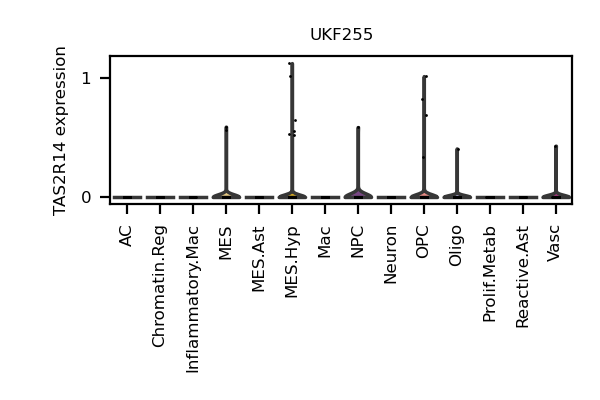 UKF255
TAS2R14 expression
1
0
AC
Chromatin.Reg
Inflammatory.Mac
MES
MES.Ast
MES.Hyp
Mac
NPC
Neuron
OPC
Oligo
Prolif.Metab
Reactive.Ast
Vasc